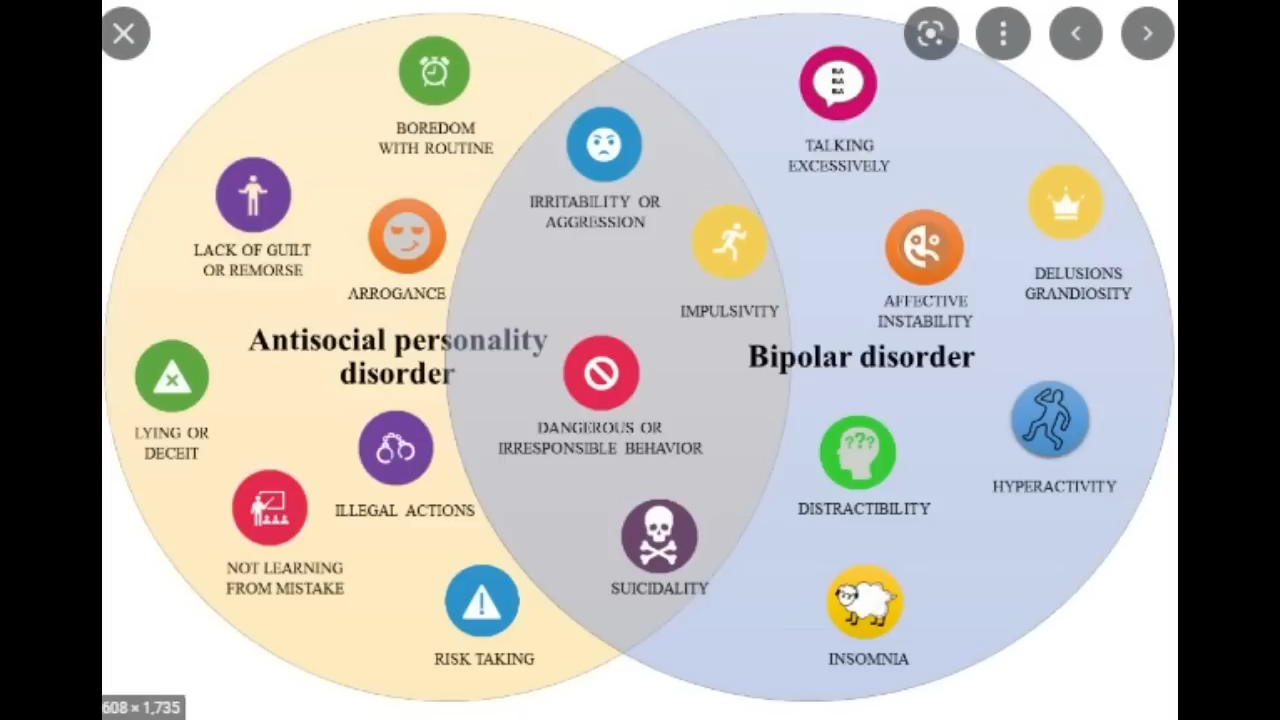 BOREDOM
WITH ROUTINE
LACK OF GUILT
OR REMORSE
ARROGANCE
Antisocial personality
disorder
LYING OR
DECEIT
ILLEGAL ACTIONS
NOT LEARNING
FROM MISTAKE
RISK TAKING
IRRITABILITY OR
AGGRESSION
IMPULSIVITY
DANGEROUS OR
IRRESPONSIBLE BEHAVIOR
SUICIDALITY
BLA
BLA
BLA
TALKING
EXCESSIVELY
DELUSIONS
GRANDIOSITY
AFFECTIVE
INSTABILITY
Bipolar disorder
HYPERACTIVITY
???
DISTRACTIBILITY
INSOMNIA
608 × 1,735